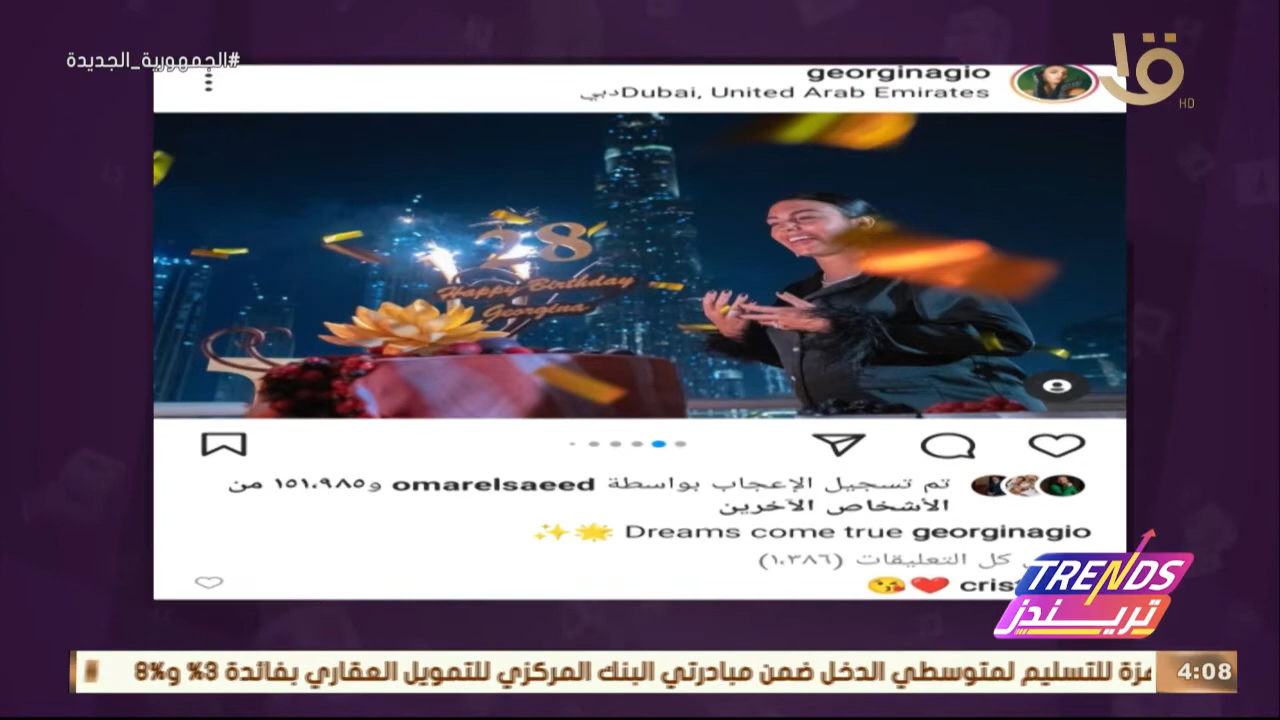 #الجمهورية_الجديدة
georginagio
Dubai, United Arab Emiratesدبي
HD
28
Happy Birthday
Georgina
تم تسجيل الإعجاب بواسطة omarelsaeed و١٥١،٩٨٥ من
الأشخاص الآخرين
georginagio Dreams come true 🌟✨
كل التعليقات (١،٣٨٦)
❤️😘
TRENDS
تريندز
للتسليم لمتوسطي الدخل ضمن مبادرتي البنك المركزي للتمويل العقاري بفائدة 3% و8%
4:08